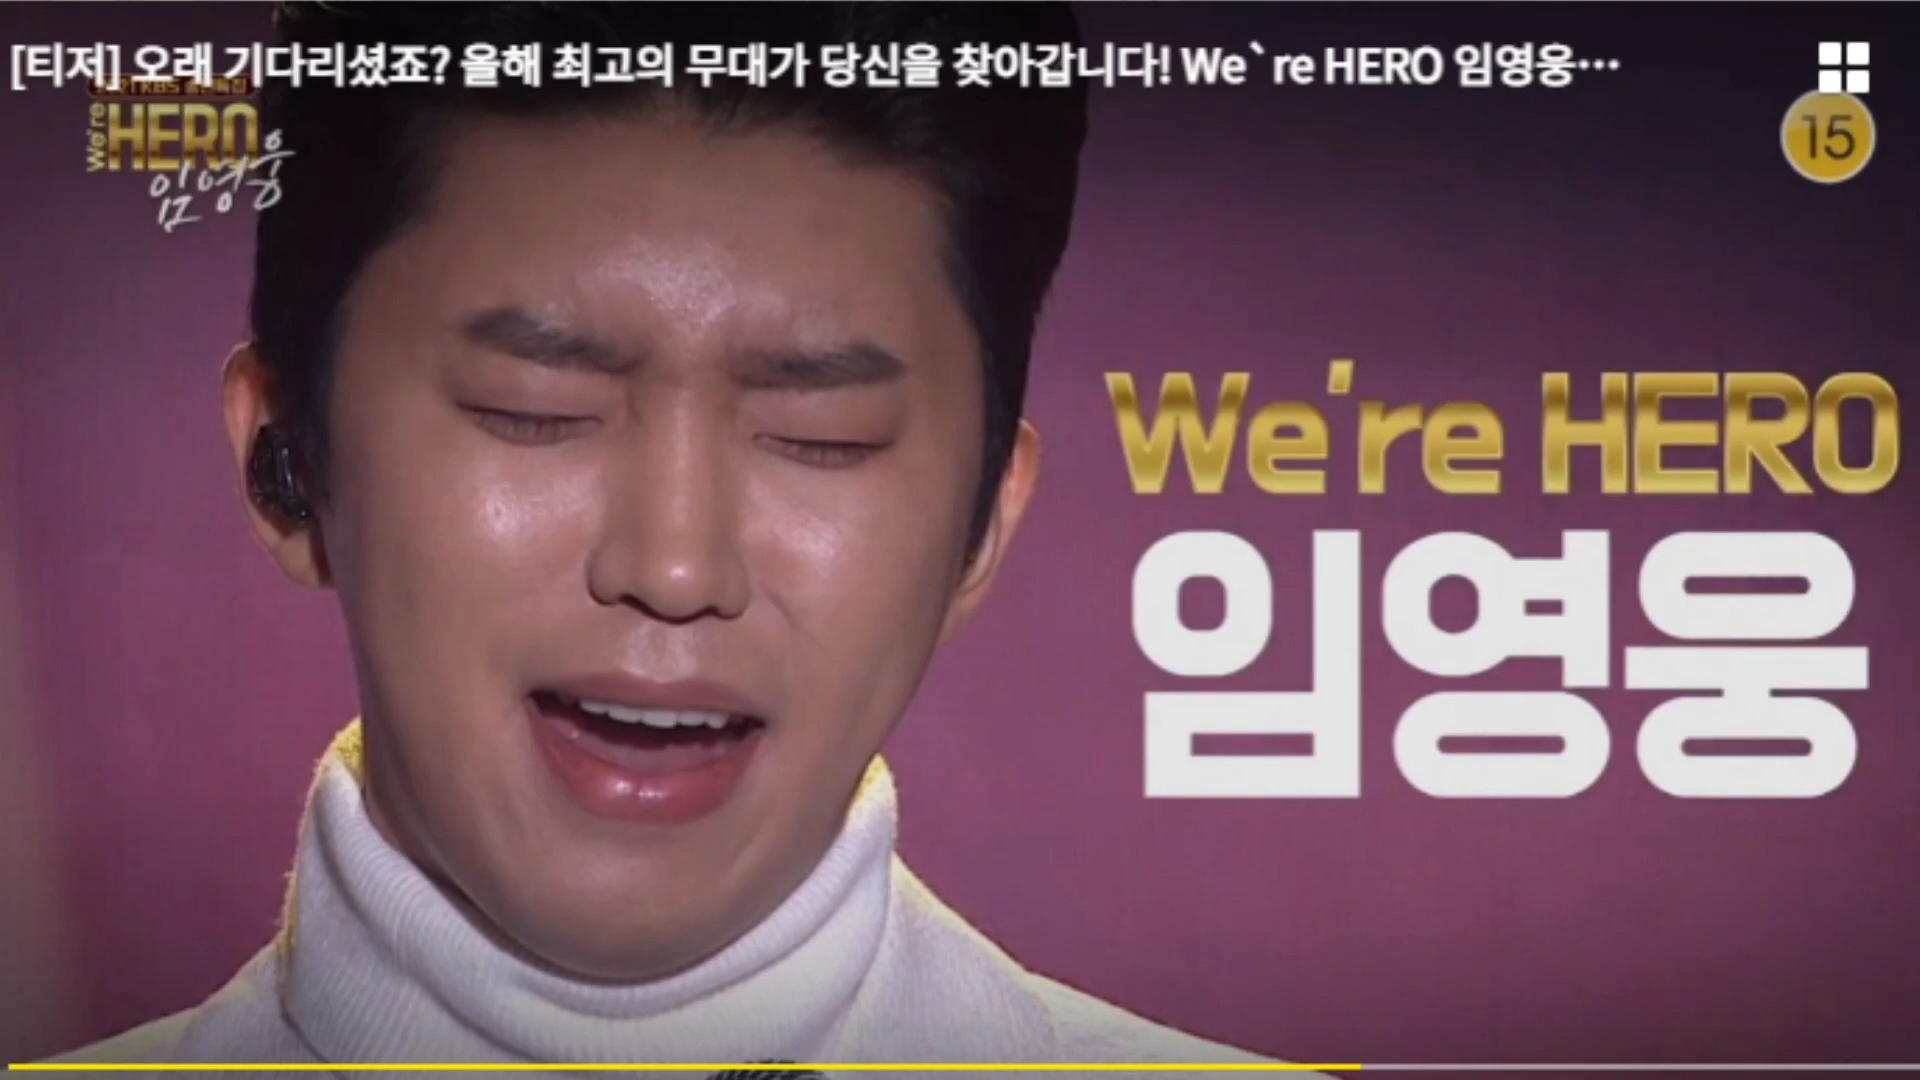 [티저] 오래 기다리셨죠? 올해 최고의 무대가 당신을 찾아갑니다! We`re HERO 임영웅…
We're
HERO
임영웅
15
We're HERO
임영웅